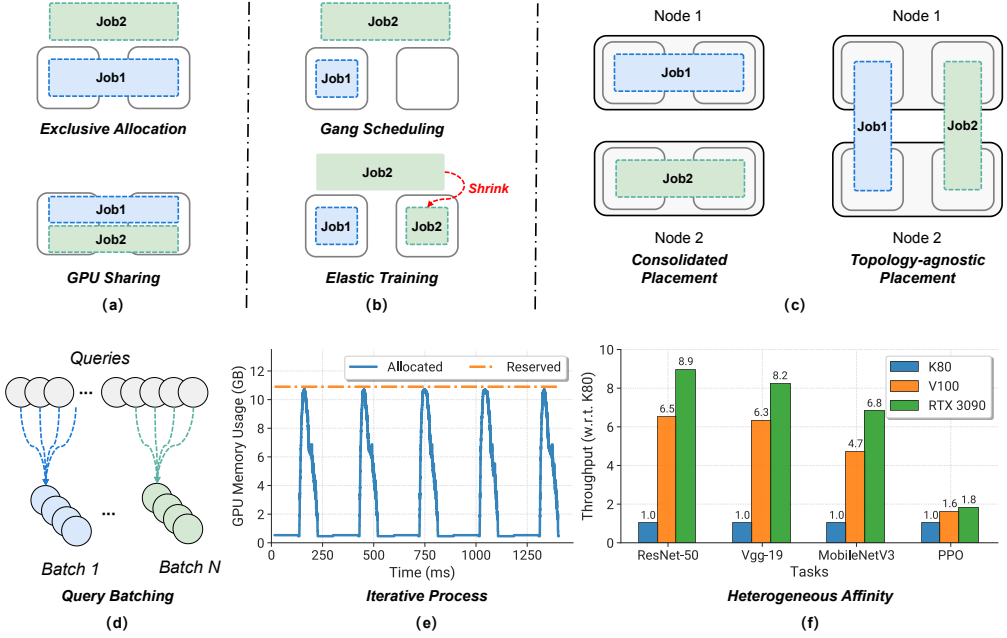 Job2
Job1
Exclusive Allocation
Job1
Job2
GPU Sharing
(a)
Job2
Job1
Gang Scheduling
Job2
Shrink
Job1
Job2
Elastic Training
(b)
Node 1
Job1
Job2
Node 2
Consolidated
Placement
Node 1
Job1
Job2
Node 2
Topology-agnostic
Placement
(c)
Queries
...
...
Batch 1
Batch N
Query Batching
(d)
Allocated
Reserved
GPU Memory Usage (GB)
12
10
8
6
4
2
0
0 250 500 750 1000 1250
Time (ms)
Iterative Process
(e)
K80
V100
RTX 3090
Throughput (w.r.t. K80)
10
8
6
4
2
0
1.0 6.5 8.9
1.0 6.3 8.2
1.0 4.7 6.8
1.0 1.6 1.8
ResNet-50 Vgg-19 MobileNetV3 PPO
Tasks
Heterogeneous Affinity
(f)